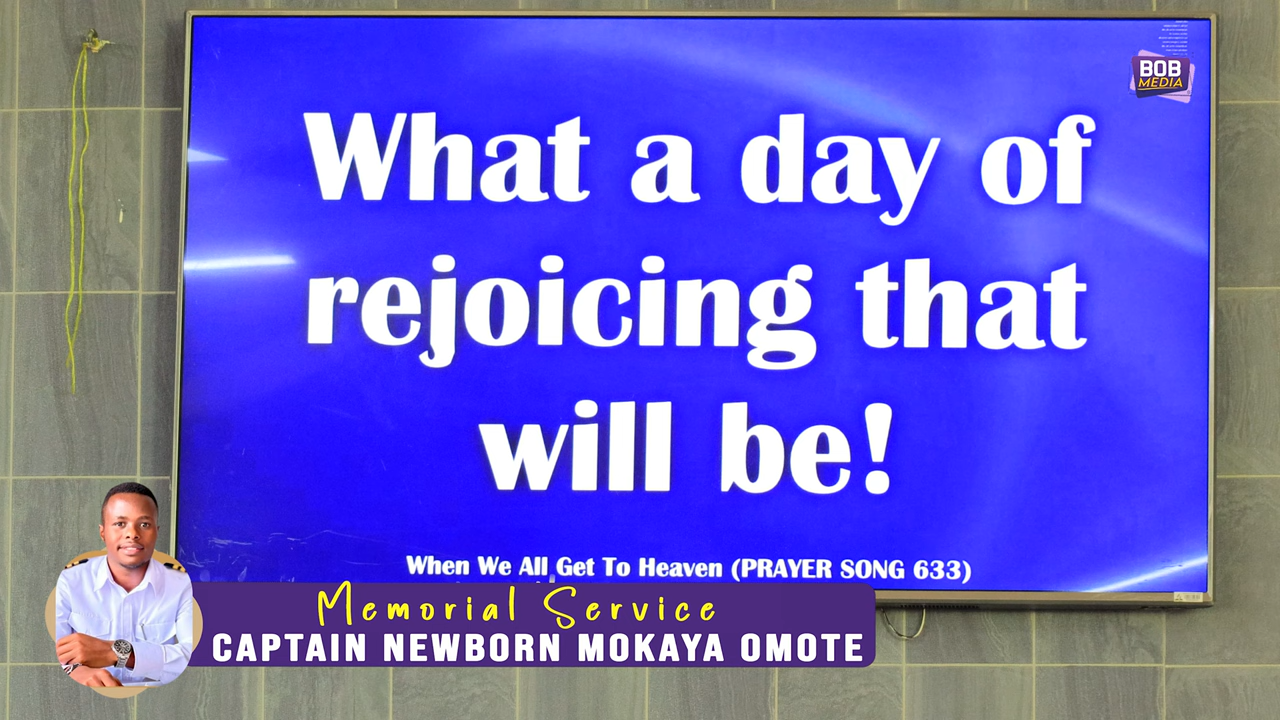 BOB
MEDIA
What a day of
rejoicing that
will be!
When We All Get To Heaven (PRAYER SONG 633)
Memorial Service
CAPTAIN NEWBORN MOKAYA OMOTE